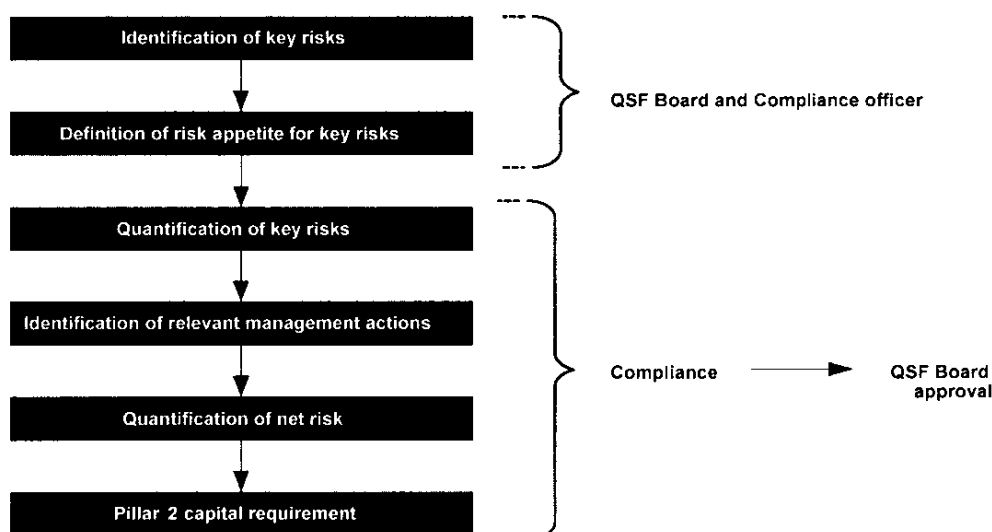 Identification of key risks
Definition of risk appetite for key risks
QSF Board and Compliance officer
Quantification of key risks
Identification of relevant management actions
Quantification of net risk
Pillar 2 capital requirement
Compliance
QSF Board
approval